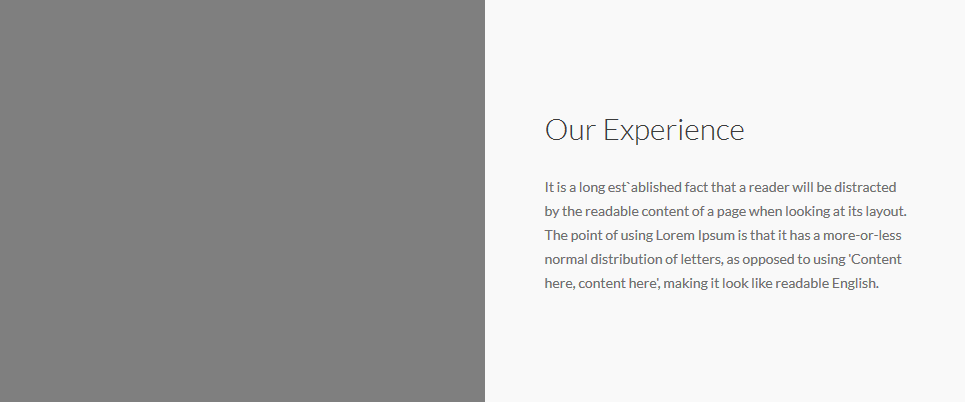 Our Experience
It is a long est`ablished fact that a reader will be distracted
by the readable content of a page when looking at its layout.
The point of using Lorem Ipsum is that it has a more-or-less
normal distribution of letters, as opposed to using 'Content
here, content here', making it look like readable English.